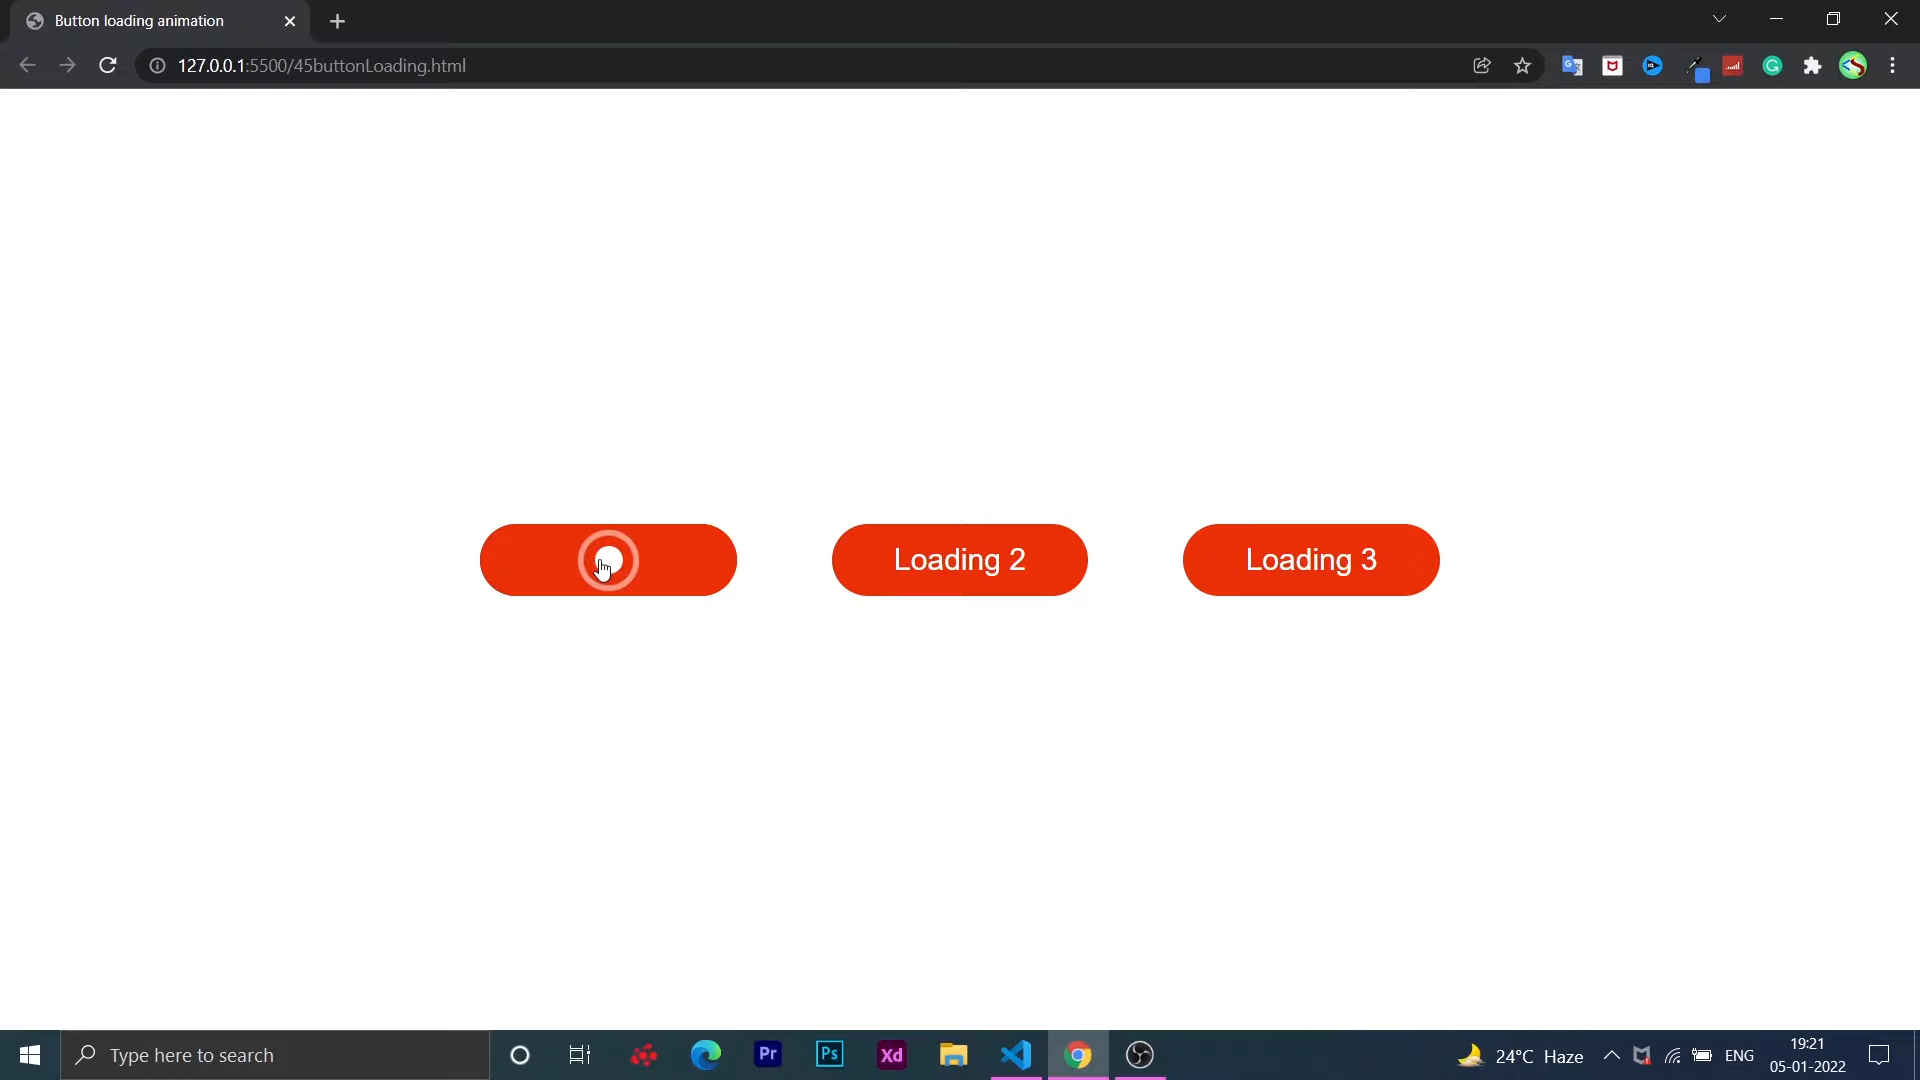 Button loading animation
127.0.0.1:5500/45buttonLoading.html
Loading 2
Loading 3
Type here to search
Pr
Ps
Xd
24°C Haze
ENG
19:21
05-01-2022